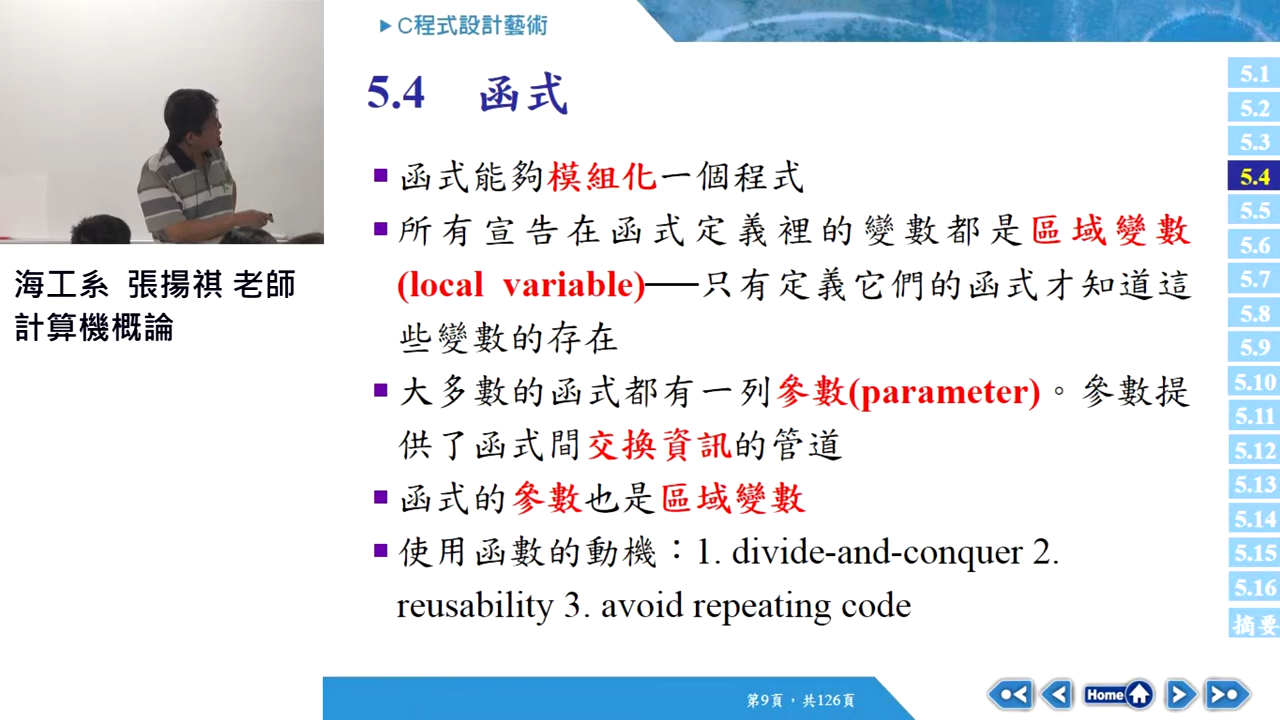 C程式設計藝術
5.4 函式
函式能夠模組化一個程式
所有宣告在函式定義裡的變數都是區域變數
(local variable)——只有定義它們的函式才知道這
些變數的存在
大多數的函式都有一列參數(parameter)。參數提
供了函式間交換資訊的管道
函式的參數也是區域變數
使用函數的動機：1. divide-and-conquer 2.
reusability 3. avoid repeating code
海工系 張揚祺 老師
計算機概論
5.1
5.2
5.3
5.4
5.5
5.6
5.7
5.8
5.9
5.10
5.11
5.12
5.13
5.14
5.15
5.16
摘要
第9頁，共126頁
Home